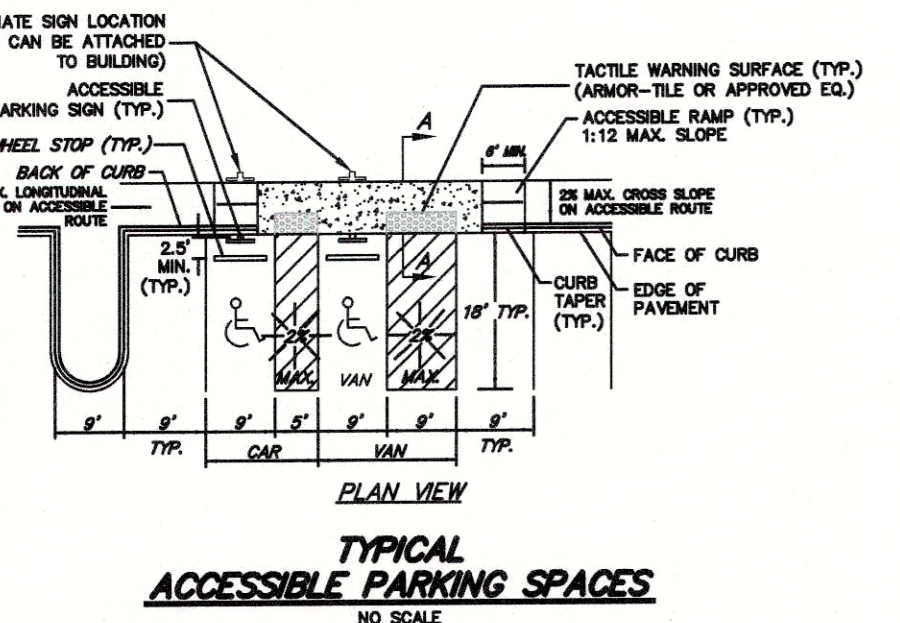 ATE SIGN LOCATION
CAN BE ATTACHED
TO BUILDING)
ACCESSIBLE
ARKING SIGN (TYP.)
HEEL STOP (TYP.)
BACK OF CURB
X. LONGITUDINAL
ON ACCESSIBLE
ROUTE
2.5'
MIN.
(TYP.)
A
TACTILE WARNING SURFACE (TYP.)
(ARMOR-TILE OR APPROVED EQ.)
ACCESSIBLE RAMP (TYP.)
1:12 MAX. SLOPE
6' MIN.
2% MAX. CROSS SLOPE
ON ACCESSIBLE ROUTE
FACE OF CURB
EDGE OF
PAVEMENT
CURB
TAPER
(TYP.)
A
18' TYP.
2%
MAX.
VAN
2%
MAX.
9'
9'
TYP.
9'
5'
9'
9'
9'
TYP.
CAR
VAN
PLAN VIEW
TYPICAL
ACCESSIBLE PARKING SPACES
NO SCALE